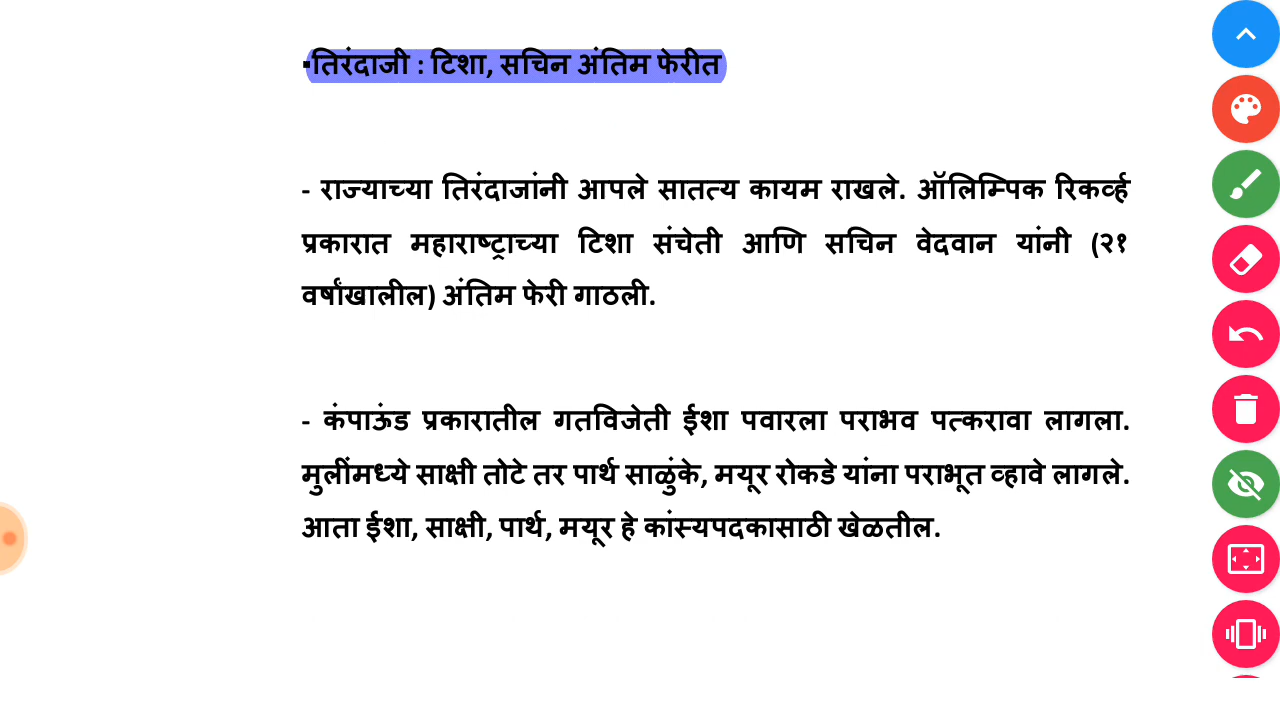 ▪तिरंदाजी : टिशा, सचिन अंतिम फेरीत
- राज्याच्या तिरंदाजांनी आपले सातत्य कायम राखले. ऑलिम्पिक रिकर्व्ह
प्रकारात महाराष्ट्राच्या टिशा संचेती आणि सचिन वेदवान यांनी (२१
वर्षांखालील) अंतिम फेरी गाठली.
- कंपाऊंड प्रकारातील गतविजेती ईशा पवारला पराभव पत्करावा लागला.
मुलींमध्ये साक्षी तोटे तर पार्थ साळुंके, मयूर रोकडे यांना पराभूत व्हावे लागले.
आता ईशा, साक्षी, पार्थ, मयूर हे कांस्यपदकासाठी खेळतील.